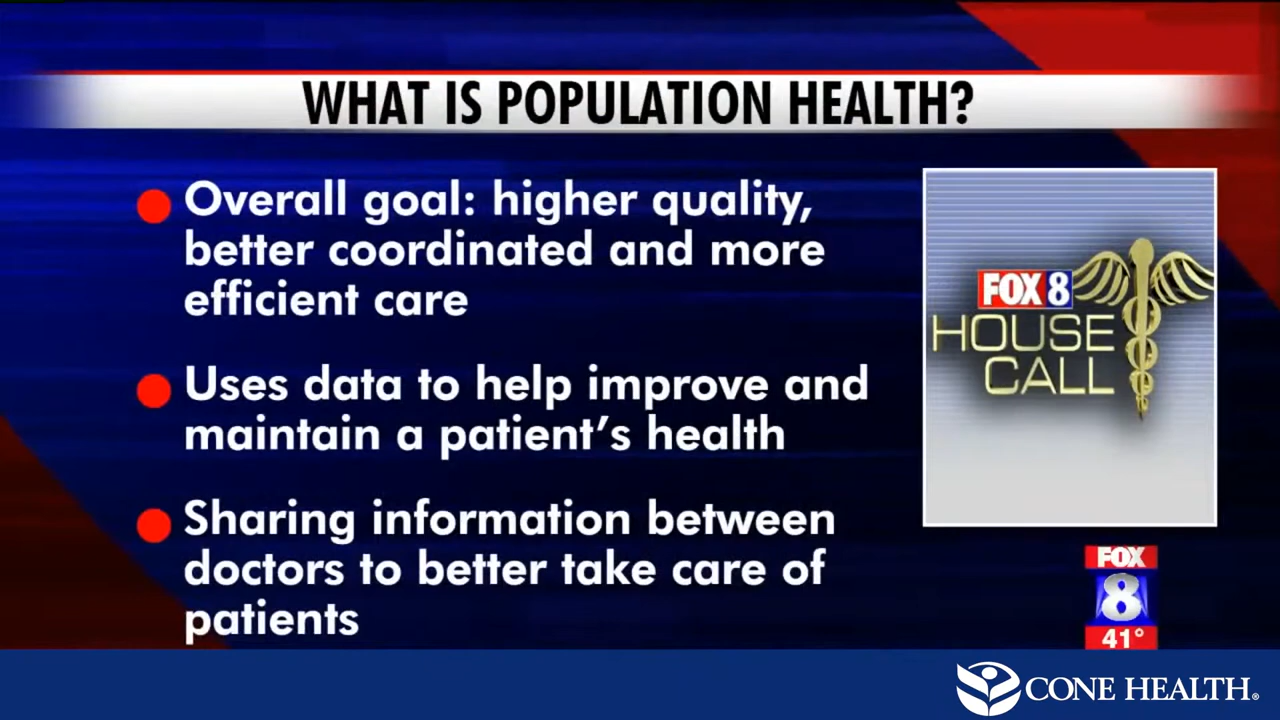 WHAT IS POPULATION HEALTH?
Overall goal: higher quality,
better coordinated and more
efficient care
Uses data to help improve and
maintain a patient’s health
Sharing information between
doctors to better take care of
patients
FOX 8
HOUSE
CALL
FOX
8
41°
CONE HEALTH®